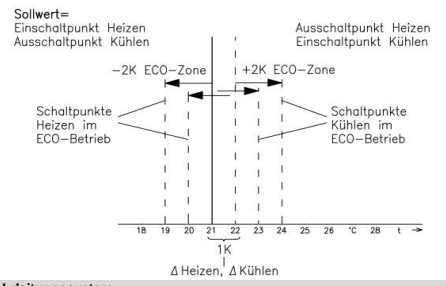 Sollwert=
Einschaltpunkt Heizen
Ausschaltpunkt Kühlen
Ausschaltpunkt Heizen
Einschaltpunkt Kühlen
−2K ECO-Zone
+2K ECO-Zone
Schaltpunkte
Heizen im
ECO-Betrieb
Schaltpunkte
Kühlen im
ECO-Betrieb
18 19 20 21 22 23 24 25 26 °C 28 t
1K
Δ Heizen, Δ Kühlen